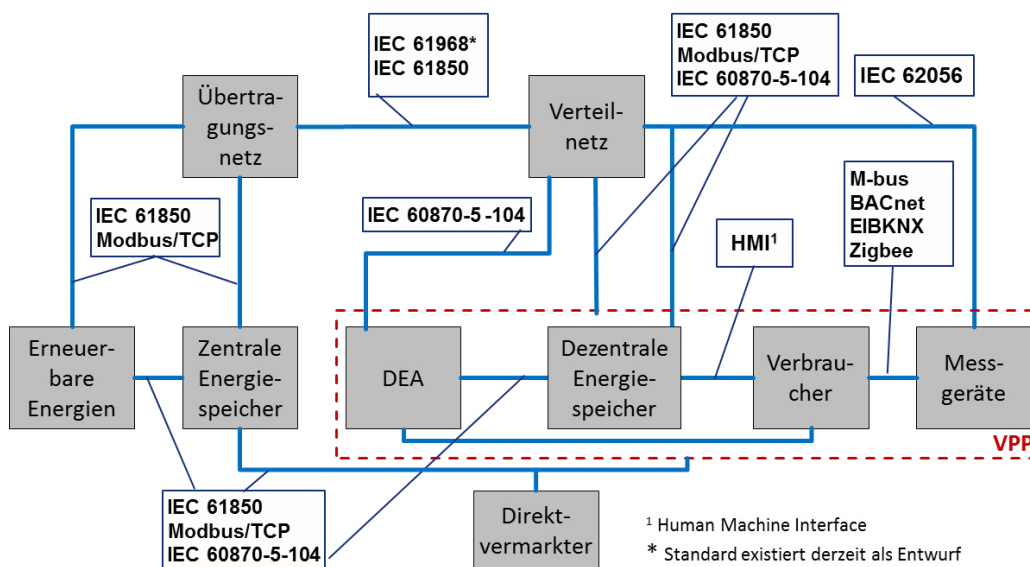 IEC 61968*
IEC 61850
IEC 61850
Modbus/TCP
IEC 60870-5-104
IEC 62056
Übertra-
gungs-
netz
Verteil-
netz
IEC 61850
Modbus/TCP
IEC 60870-5 -104
HMI¹
M-bus
BACnet
EIBKNX
Zigbee
Erneuer-
bare
Energien
Zentrale
Energie-
speicher
DEA
Dezentrale
Energie-
speicher
Verbrau-
cher
Mess-
geräte
VPP
IEC 61850
Modbus/TCP
IEC 60870-5-104
Direkt-
vermarkter
¹ Human Machine Interface
* Standard existiert derzeit als Entwurf